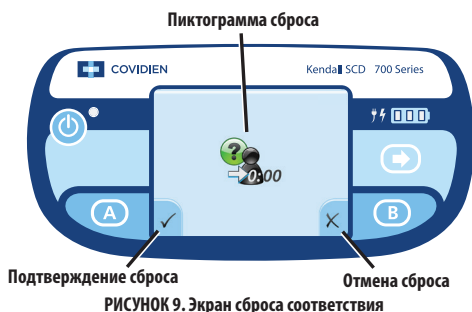 Пиктограмма сброса
COVIDIEN
Kendall SCD 700 Series
?
0:00
A
B
Подтверждение сброса
Отмена сброса
РИСУНОК 9. Экран сброса соответствия